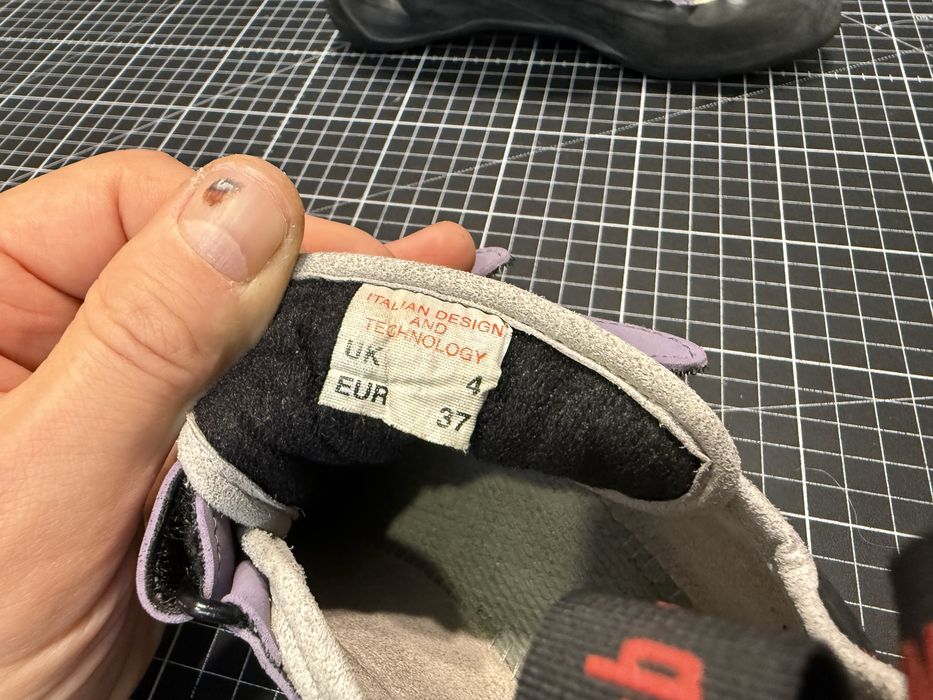 ITALIAN DESIGN
AND
TECHNOLOGY
UK 4
EUR 37
b